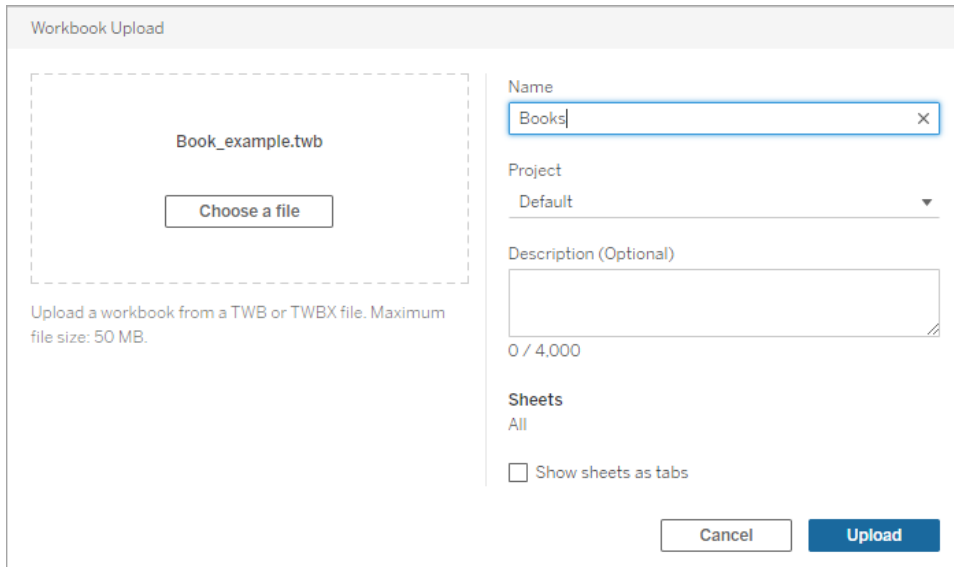 Workbook Upload
Book_example.twb
Choose a file
Upload a workbook from a TWB or TWBX file. Maximum
file size: 50 MB.
Name
Books
Project
Default
Description (Optional)
0 / 4,000
Sheets
All
Show sheets as tabs
Cancel
Upload